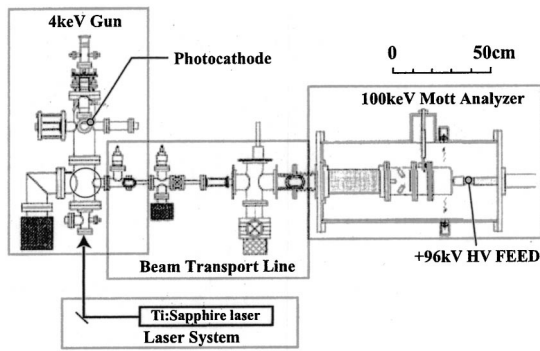 4keV Gun
Photocathode
0 50cm
100keV Mott Analyzer
Beam Transport Line
+96kV HV FEED
Ti:Sapphire laser
Laser System